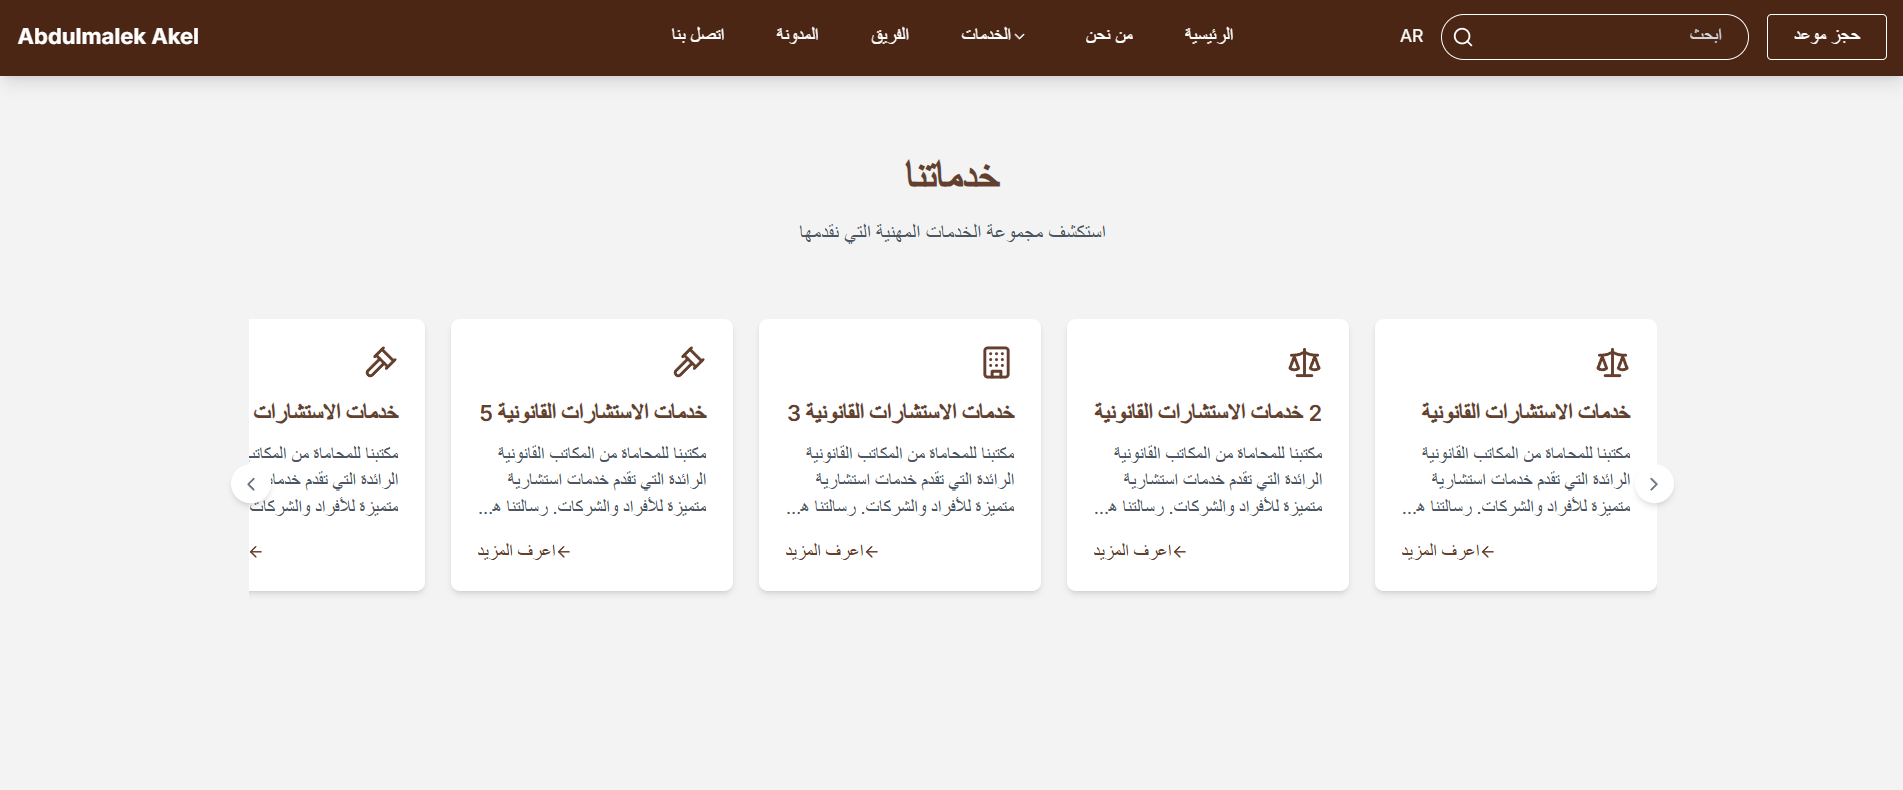 حجز موعد
ابحث
AR
الرئيسية
من نحن
الخدمات
الفريق
المدونة
اتصل بنا
Abdulmalek Akel
خدماتنا
استكشف مجموعة الخدمات المهنية التي نقدمها
خدمات الاستشارات القانونية
مكتبنا للمحاماة من المكاتب القانونية
الرائدة التي تقدم خدمات استشارية
متميزة للأفراد والشركات. رسالتنا هـ...
اعرف المزيد
2 خدمات الاستشارات القانونية
مكتبنا للمحاماة من المكاتب القانونية
الرائدة التي تقدم خدمات استشارية
متميزة للأفراد والشركات. رسالتنا هـ...
اعرف المزيد
خدمات الاستشارات القانونية 3
مكتبنا للمحاماة من المكاتب القانونية
الرائدة التي تقدم خدمات استشارية
متميزة للأفراد والشركات. رسالتنا هـ...
اعرف المزيد
خدمات الاستشارات القانونية 5
مكتبنا للمحاماة من المكاتب القانونية
الرائدة التي تقدم خدمات استشارية
متميزة للأفراد والشركات. رسالتنا هـ...
اعرف المزيد
خدمات الاستشارات
مكتبنا للمحاماة من المكاتب
الرائدة التي تقدم
متميزة للأفراد والشركات